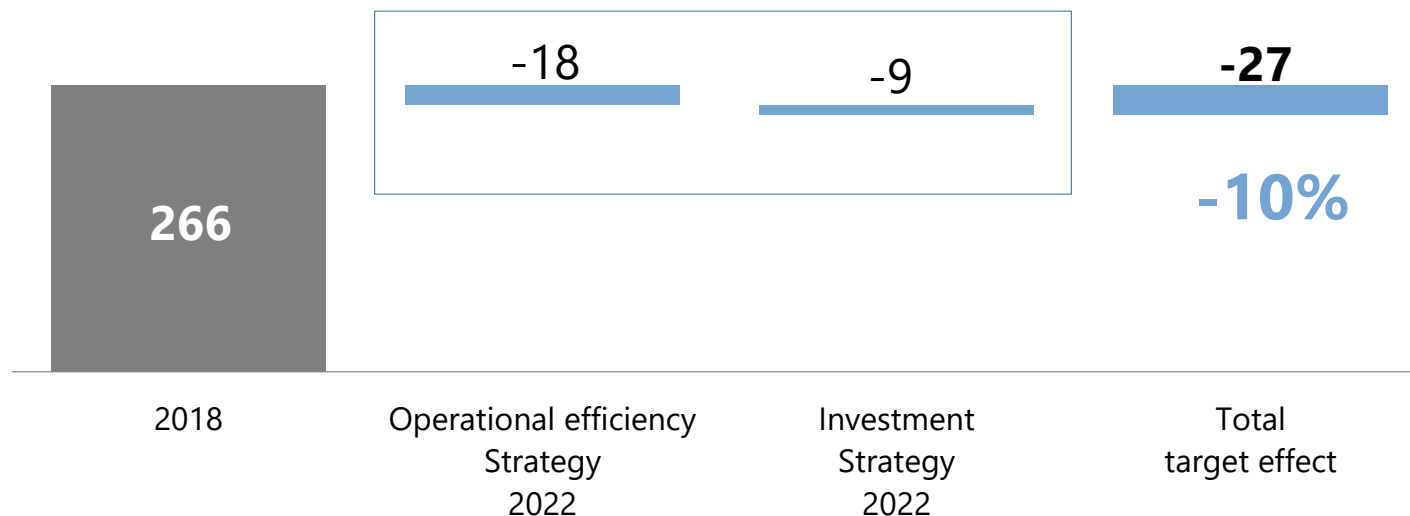 -18
-9
-27
266
-10%
2018
Operational efficiency
Strategy
2022
Investment
Strategy
2022
Total
target effect